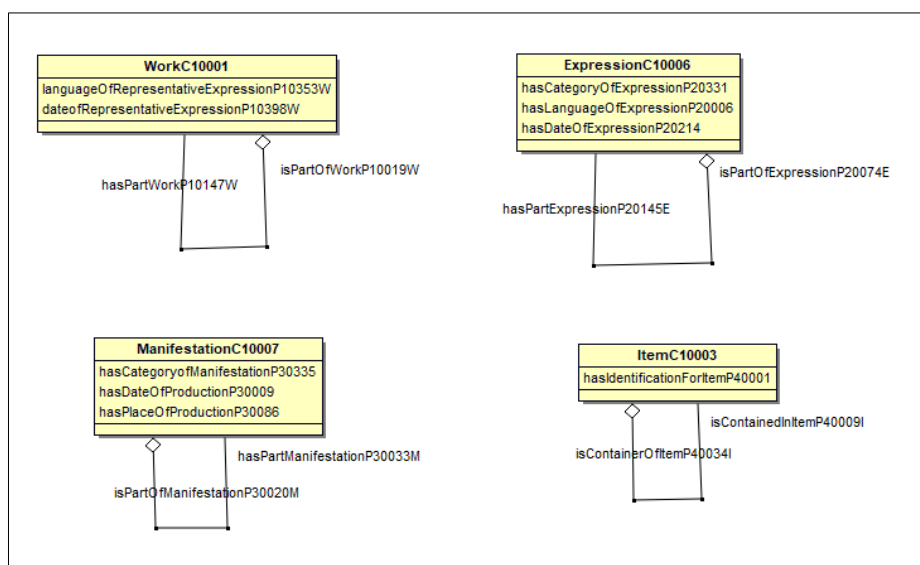 WorkC10001
languageOfRepresentativeExpressionP10353W
dateofRepresentativeExpressionP10398W
hasPartWorkP10147W
isPartOfWorkP10019W
ExpressionC10006
hasCategoryOfExpressionP20331
hasLanguageOfExpressionP20006
hasDateOfExpressionP20214
isPartOfExpressionP20074E
hasPartExpressionP20145E
ManifestationC10007
hasCategoryofManifestationP30335
hasDateOfProductionP30009
hasPlaceOfProductionP30086
hasPartManifestationP30033M
isPartOfManifestationP30020M
ItemC10003
hasIdentificationForItemP40001
isContainedInItemP40009I
isContainerOfItemP40034I